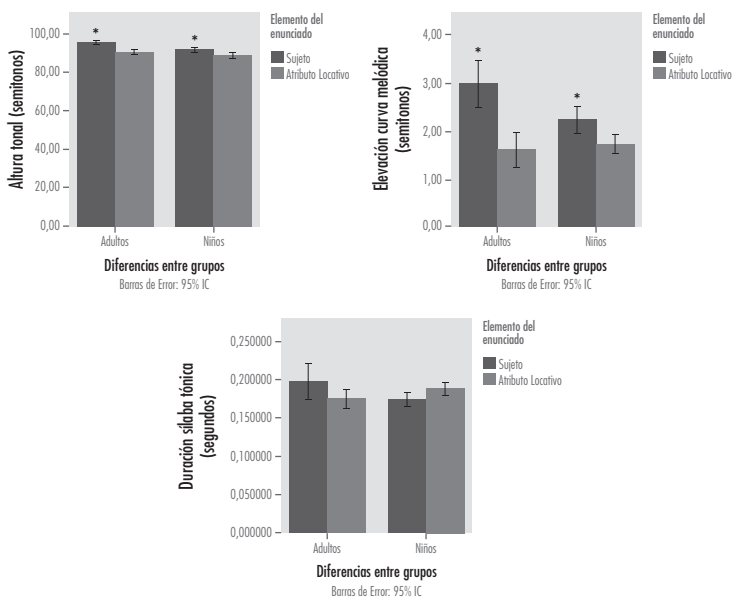 Altura tonal (semitonos)
100,00
80,00
60,00
40,00
20,00
0,00
*
*
Adultos
Niños
Diferencias entre grupos
Barras de Error: 95% IC
Elemento del
enunciado
Sujeto
Atributo Locativo
Elevación curva melódica
(semitonos)
4,00
3,00
2,00
1,00
0,00
*
*
Adultos
Niños
Diferencias entre grupos
Barras de Error: 95% IC
Elemento del
enunciado
Sujeto
Atributo Locativo
Duración sílaba tónica
(segundos)
0,250000
0,200000
0,150000
0,100000
0,050000
0,000000
Adultos
Niños
Diferencias entre grupos
Barras de Error: 95% IC
Elemento del
enunciado
Sujeto
Atributo Locativo